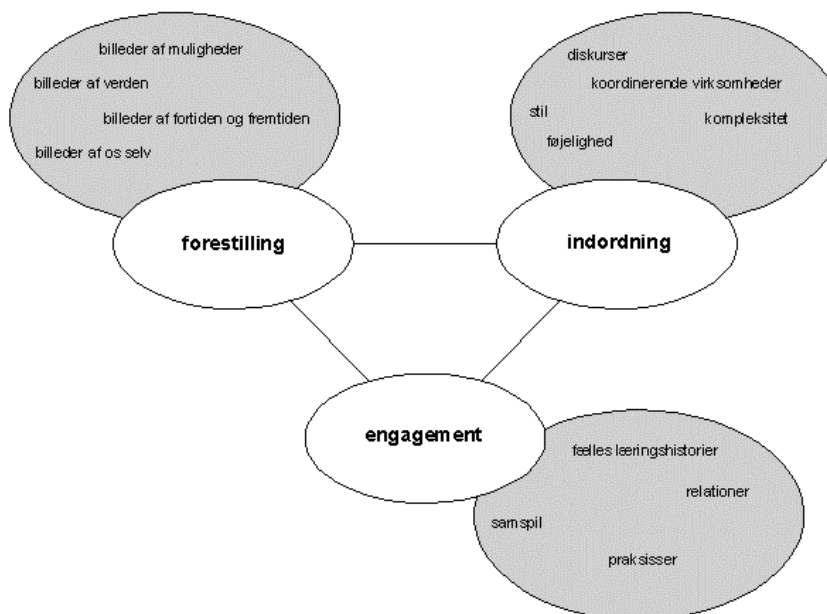 billeder af muligheder
billeder af verden
billeder af fortiden og fremtiden
billeder af os selv
forestilling
diskurser
koordinerende virksomheder
stil
kompleksitet
føjelighed
indordning
engagement
fælles læringshistorier
relationer
samspil
praksisser